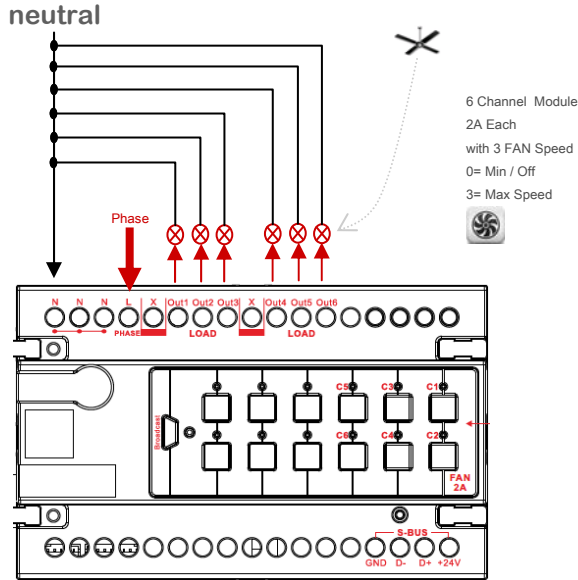 neutral
6 Channel Module
2A Each
with 3 FAN Speed
0= Min / Off
3= Max Speed
Phase
N N N L X Out1 Out2 Out3 X Out4 Out5 Out6
PHASE LOAD LOAD
C5 C3 C1
Broadcast
C6 C4 C2
FAN
2A
S-BUS
GND D- D+ +24V